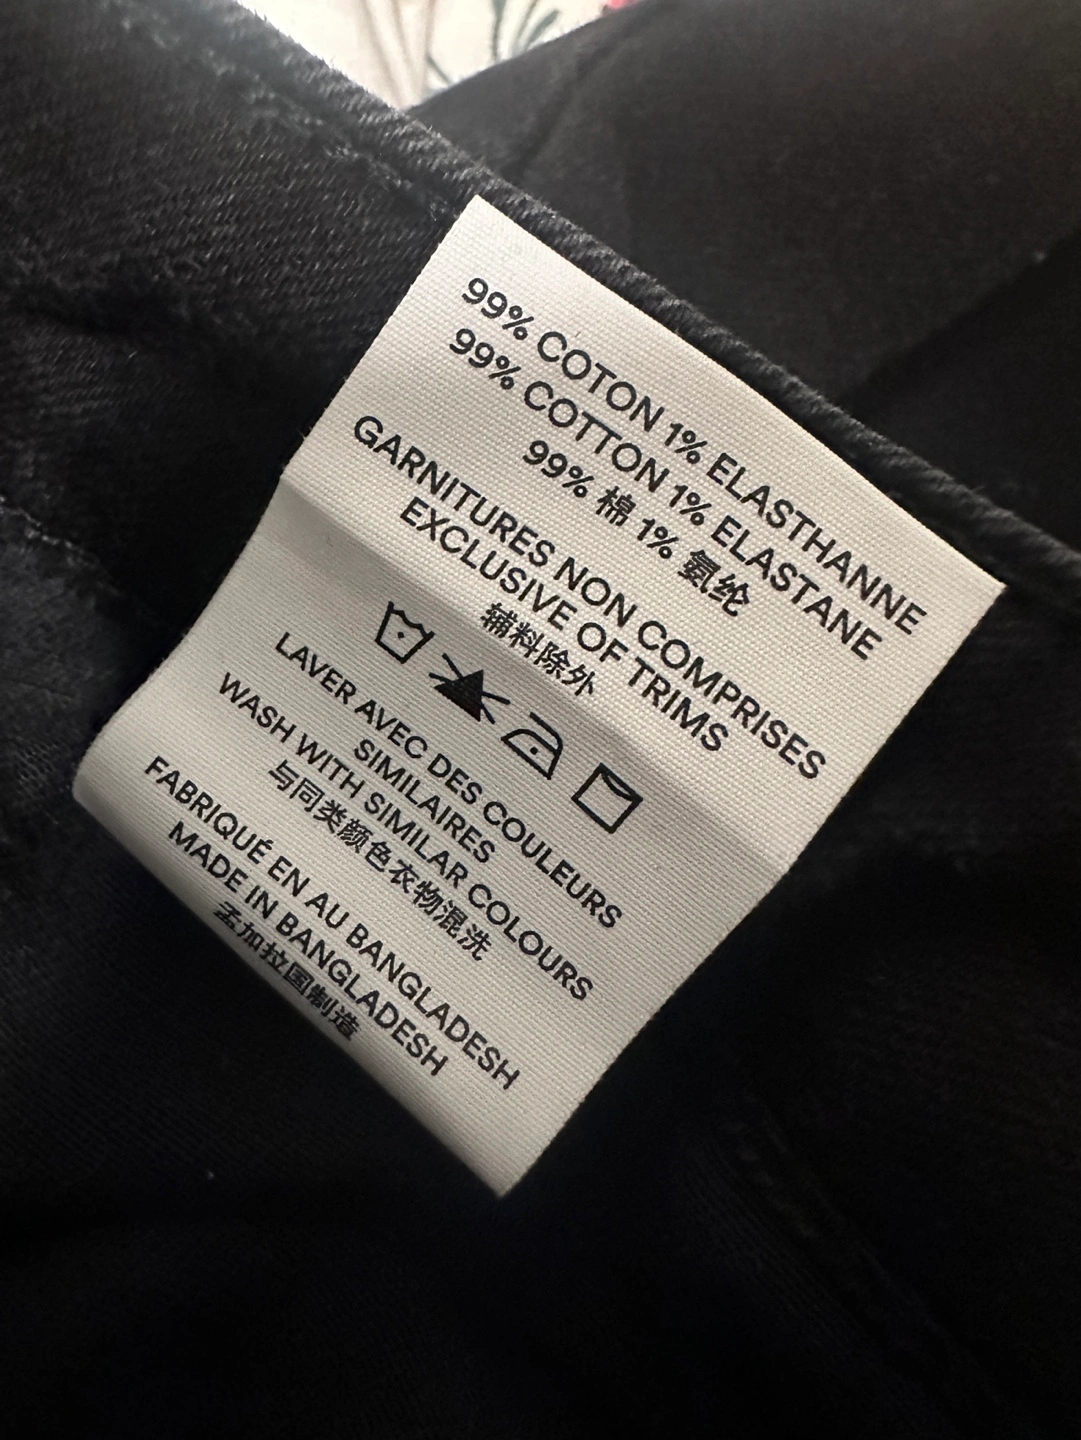 99% COTON 1% ELASTHANNE
99% COTTON 1% ELASTANE
99% 棉 1% 氨纶
GARNITURES NON COMPRISES
EXCLUSIVE OF TRIMS
辅料除外
LAVER AVEC DES COULEURS
SIMILAIRES
WASH WITH SIMILAR COLOURS
与同类颜色衣物混洗
FABRIQUÉ EN AU BANGLADESH
MADE IN BANGLADESH
孟加拉国制造